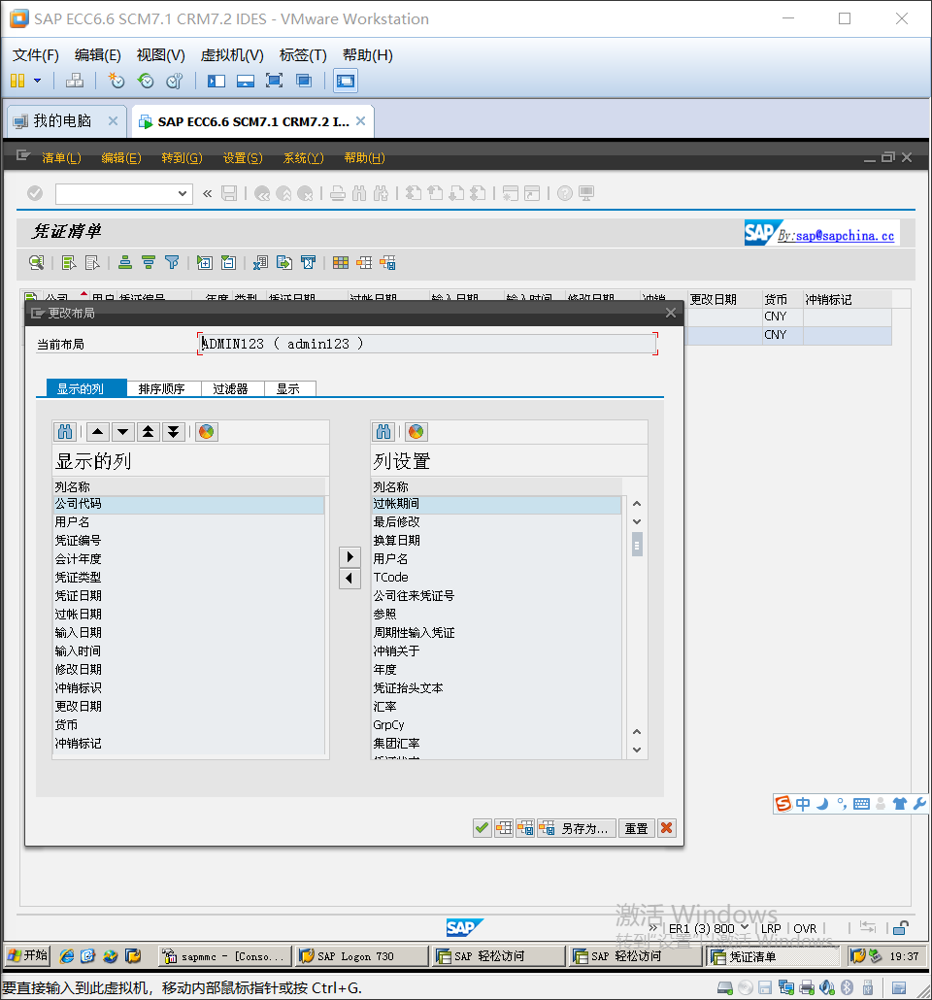 SAP ECC6.6 SCM7.1 CRM7.2 IDES - VMware Workstation
文件(F) 编辑(E) 视图(V) 虚拟机(V) 标签(T) 帮助(H)
我的电脑 SAP ECC6.6 SCM7.1 CRM7.2 I...
清单(L) 编辑(E) 转到(G) 设置(S) 系统(Y) 帮助(H)
凭证清单
SAP By:sap@sapchina.cc
公司 用户 凭证编号 年度 类型 凭证日期 过帐日期 输入日期 输入时间 修改日期 冲销 更改日期 货币 冲销标记
CNY
CNY
更改布局
当前布局 ADMIN123 ( admin123 )
显示的列 排序顺序 过滤器 显示
显示的列 列设置
列名称 列名称
公司代码 过帐期间
用户名 最后修改
凭证编号 换算日期
会计年度 用户名
凭证类型 TCode
凭证日期 公司往来凭证号
过帐日期 参照
输入日期 周期性输入凭证
输入时间 冲销关于
修改日期 年度
冲销标识 凭证抬头文本
更改日期 汇率
货币 GrpCy
冲销标记 集团汇率
另存为... 重置
中
激活 Windows
转到"设置"以激活 Windows。
SAP ER1 (3) 800 LRP OVR
开始 sapmmc - [Conso... SAP Logon 730 SAP 轻松访问 SAP 轻松访问 凭证清单 19:37
要直接输入到此虚拟机，移动内部鼠标指针或按 Ctrl+G.